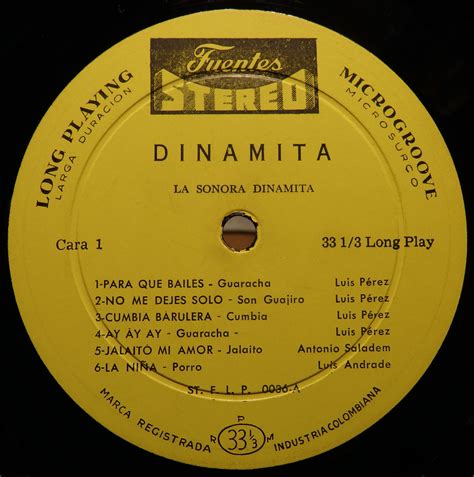 Fuentes
STEREO
LONG PLAYING
LARGA DURACION
MICROGROOVE
MICROSURCO
DINAMITA
LA SONORA DINAMITA
Cara 1
33 1/3 Long Play
1-PARA QUE BAILES - Guaracha Luis Pérez
2-NO ME DEJES SOLO - Son Guajiro Luis Pérez
3-CUMBIA BARULERA - Cumbia Luis Pérez
4-AY AY AY - Guaracha - Luis Pérez
5-JALAITO MI AMOR - Jalaito Antonio Saladem
6-LA NIÑA - Porro Luis Andrade
ST. F. L. P. 0036-A
MARCA REGISTRADA
R P M
33 1/3
INDUSTRIA COLOMBIANA